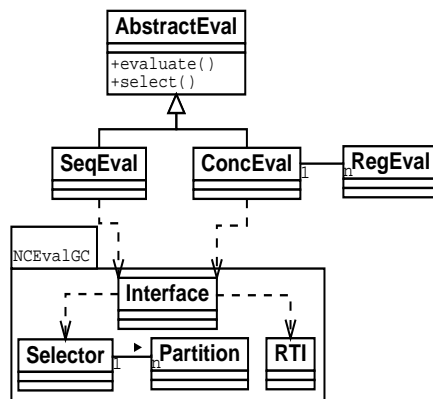 AbstractEval
+evaluate()
+select()
SeqEval
ConcEval
1
n
RegEval
NCEvalGC
Interface
Selector
1
n
Partition
RTI